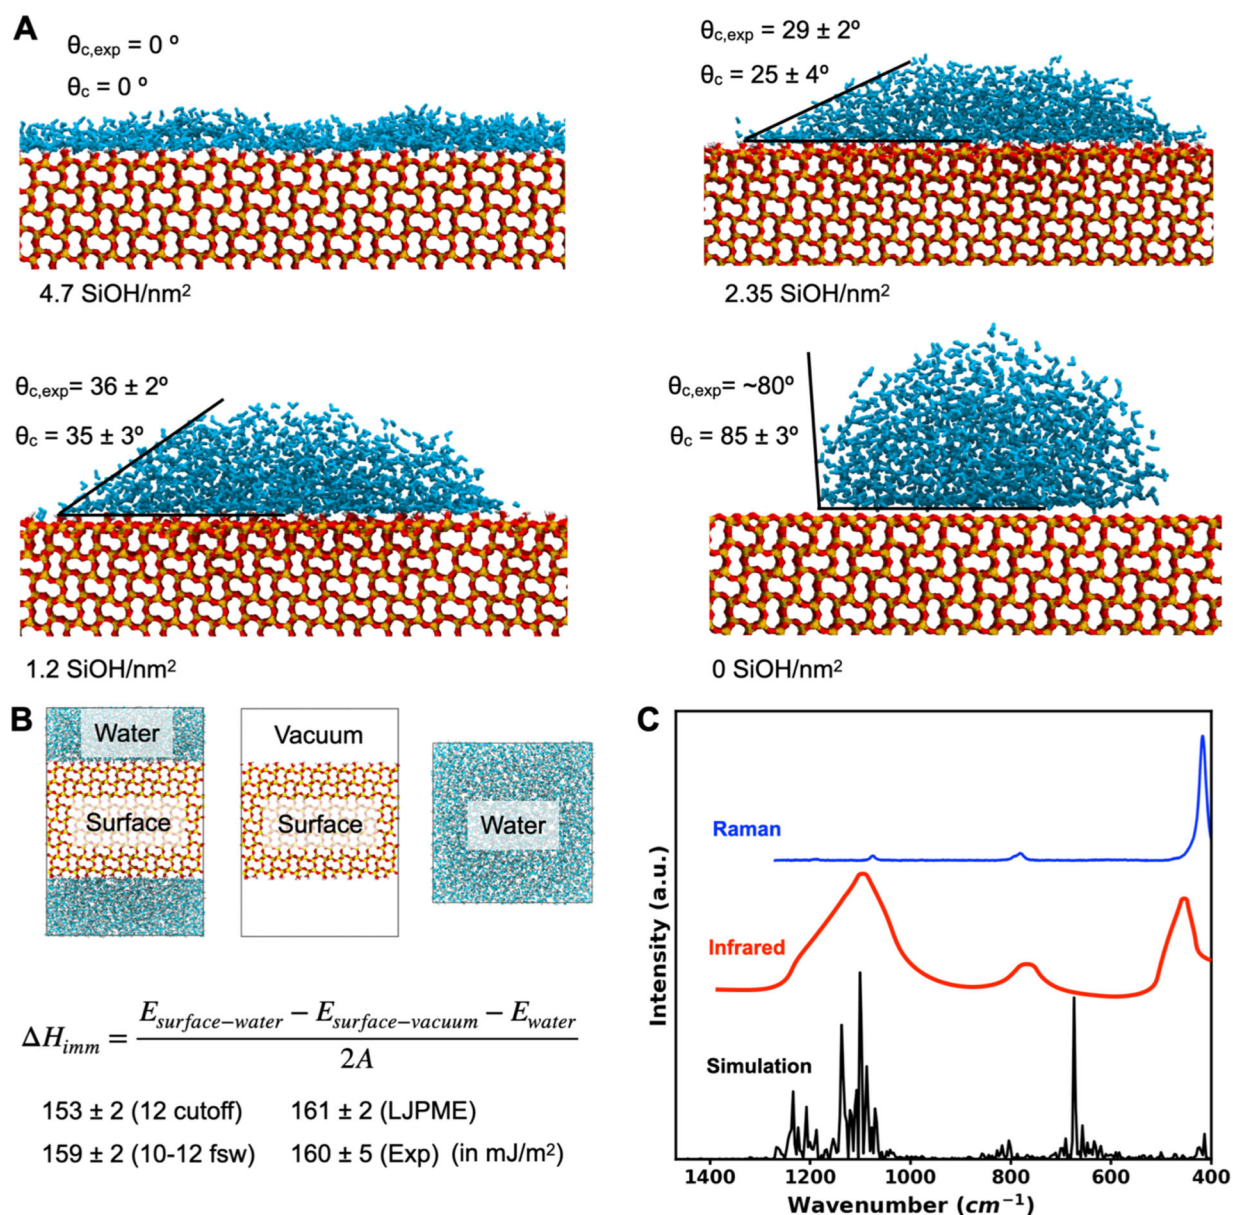 A
θc,exp = 0 º
θc = 0 º
4.7 SiOH/nm²
θc,exp = 29 ± 2º
θc = 25 ± 4º
2.35 SiOH/nm²
θc,exp= 36 ± 2º
θc = 35 ± 3º
1.2 SiOH/nm²
θc,exp= ~80º
θc = 85 ± 3º
0 SiOH/nm²
B
Water
Surface
Vacuum
Surface
Water
ΔHimm = (Esurface−water − Esurface−vacuum − Ewater) / 2A
153 ± 2 (12 cutoff) 161 ± 2 (LJPME)
159 ± 2 (10-12 fsw) 160 ± 5 (Exp) (in mJ/m²)
C
Raman
Infrared
Simulation
Intensity (a.u.)
1400 1200 1000 800 600 400
Wavenumber (cm⁻¹)